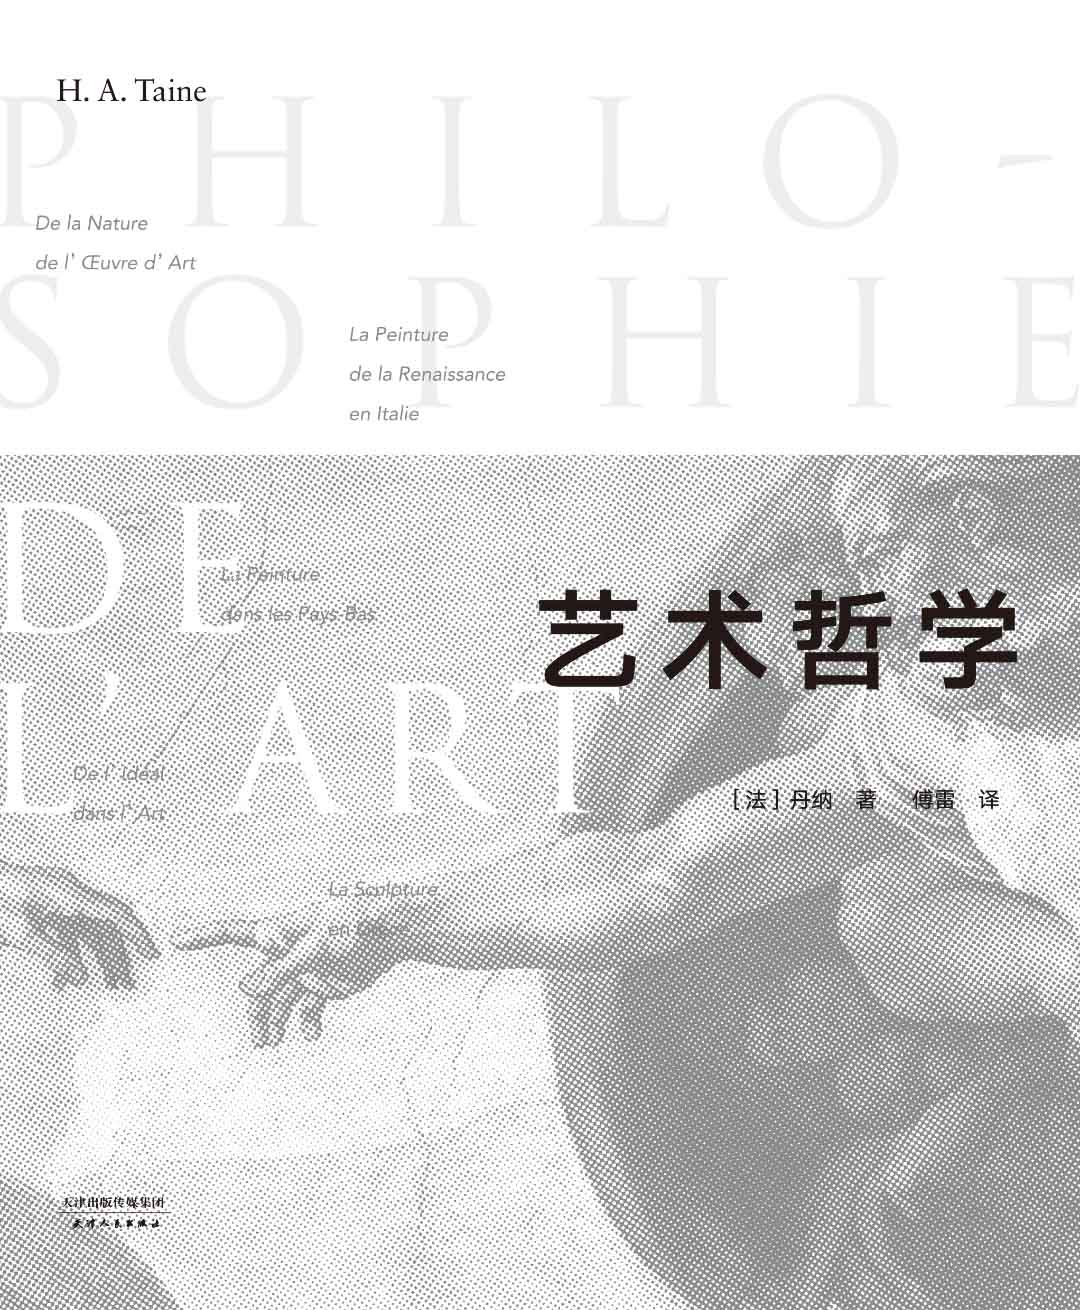 H. A. Taine
PHILO-
De la Nature
de l’ Œuvre d’ Art
SOPHIE
La Peinture
de la Renaissance
en Italie
DE
La Peinture
dans les Pays-Bas
艺术哲学
L’ART
De l’ Idéal
dans l’ Art
[法] 丹纳 著 傅雷 译
La Sculpture
en Grèce
天津出版传媒集团
天津人民出版社